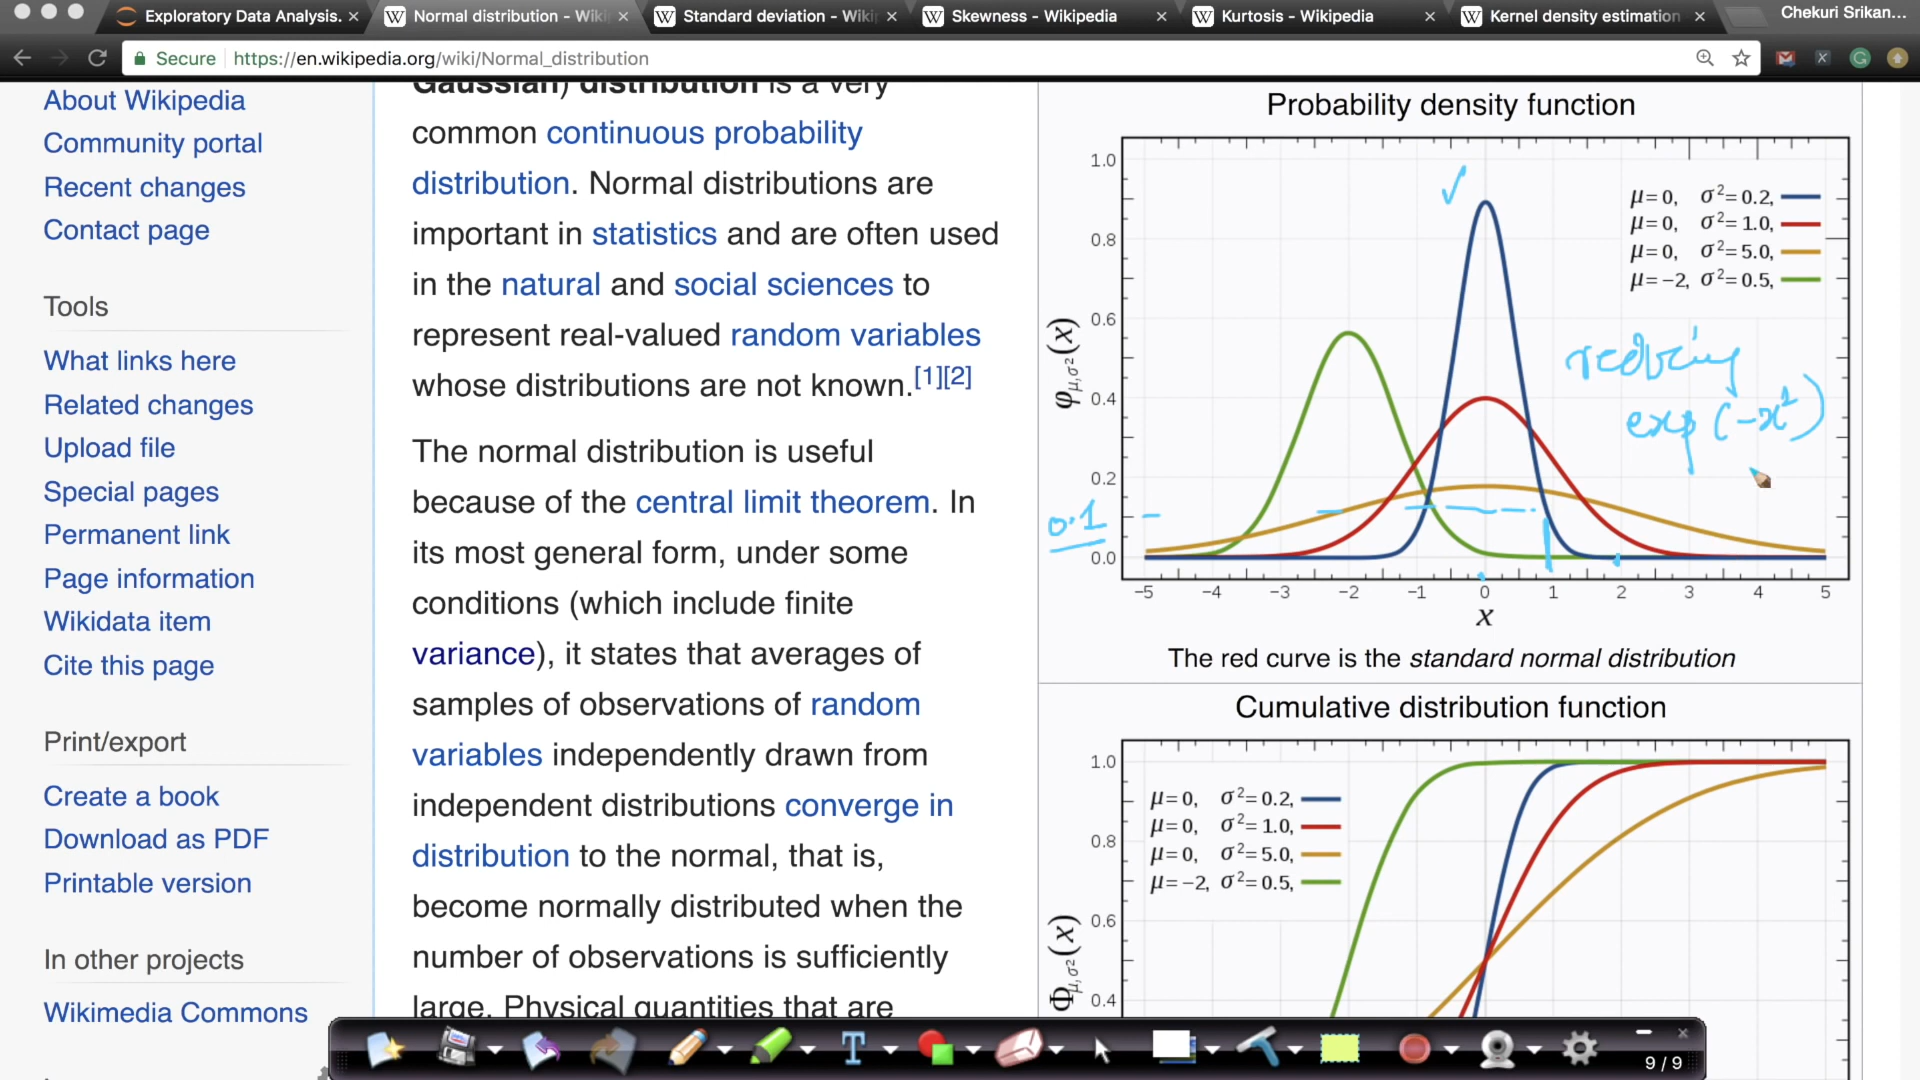 Exploratory Data Analysis.
Normal distribution - Wiki
Standard deviation - Wiki
Skewness - Wikipedia
Kurtosis - Wikipedia
Kernel density estimation
Chekuri Srikan...
Secure
https://en.wikipedia.org/wiki/Normal_distribution
About Wikipedia
Community portal
Recent changes
Contact page
Tools
What links here
Related changes
Upload file
Special pages
Permanent link
Page information
Wikidata item
Cite this page
Print/export
Create a book
Download as PDF
Printable version
In other projects
Wikimedia Commons
Gaussian) distribution is a very
common continuous probability
distribution. Normal distributions are
important in statistics and are often used
in the natural and social sciences to
represent real-valued random variables
whose distributions are not known.[1][2]
The normal distribution is useful
because of the central limit theorem. In
its most general form, under some
conditions (which include finite
variance), it states that averages of
samples of observations of random
variables independently drawn from
independent distributions converge in
distribution to the normal, that is,
become normally distributed when the
number of observations is sufficiently
large. Physical quantities that are
Probability density function
1.0
0.8
0.6
0.4
0.2
0.0
φμ,σ²(x)
μ=0, σ²=0.2,
μ=0, σ²=1.0,
μ=0, σ²=5.0,
μ=−2, σ²=0.5,
reducing
exp(-x²)
0.1
−5 −4 −3 −2 −1 0 1 2 3 4 5
x
The red curve is the standard normal distribution
Cumulative distribution function
1.0
0.8
0.6
0.4
Φμ,σ²(x)
μ=0, σ²=0.2,
μ=0, σ²=1.0,
μ=0, σ²=5.0,
μ=−2, σ²=0.5,
9 / 9